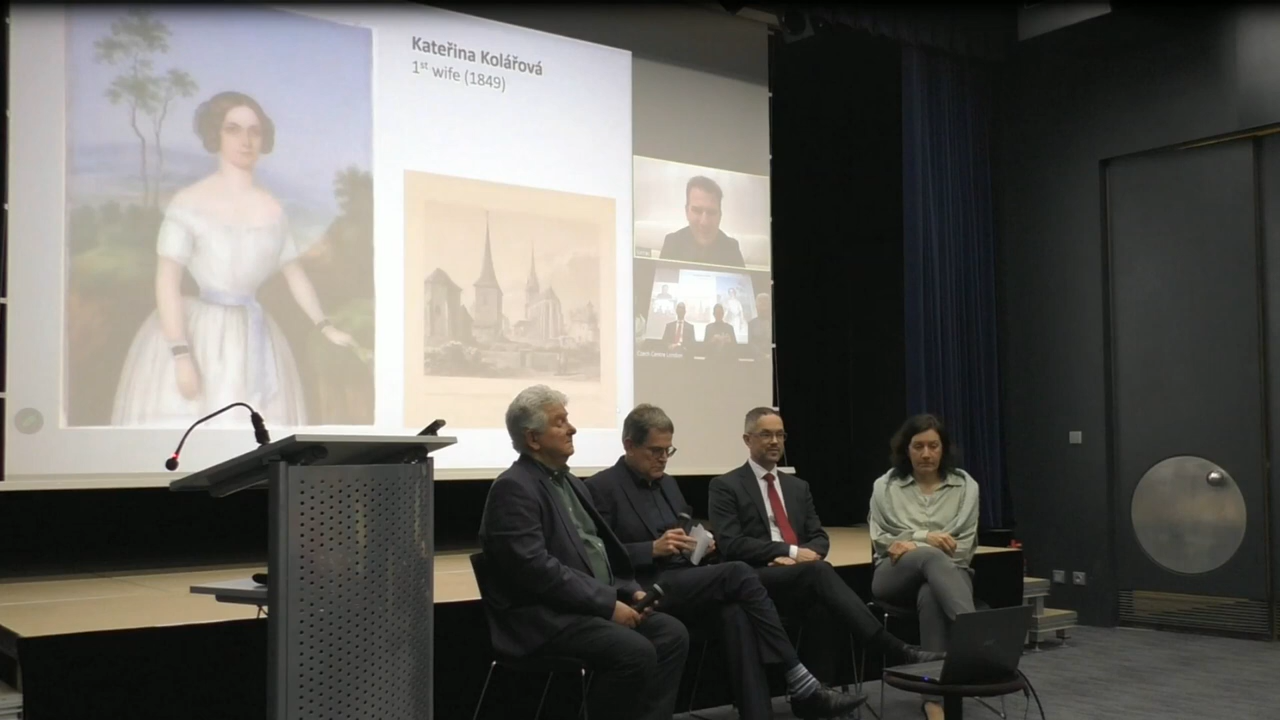 Kateřina Kolářová
1st wife (1849)
Czech Centre London